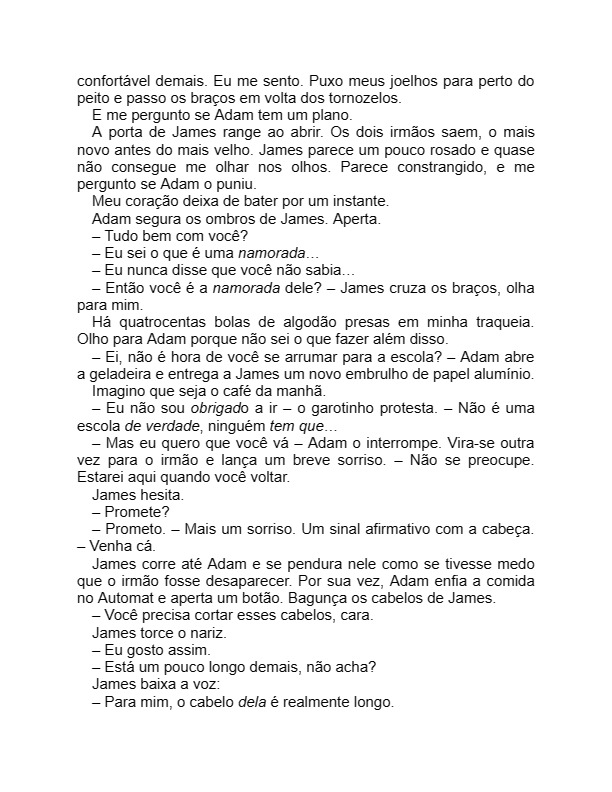 confortável demais. Eu me sento. Puxo meus joelhos para perto do
peito e passo os braços em volta dos tornozelos.
E me pergunto se Adam tem um plano.
A porta de James range ao abrir. Os dois irmãos saem, o mais
novo antes do mais velho. James parece um pouco rosado e quase
não consegue me olhar nos olhos. Parece constrangido, e me
pergunto se Adam o puniu.
Meu coração deixa de bater por um instante.
Adam segura os ombros de James. Aperta.
– Tudo bem com você?
– Eu sei o que é uma namorada…
– Eu nunca disse que você não sabia…
– Então você é a namorada dele? – James cruza os braços, olha
para mim.
Há quatrocentas bolas de algodão presas em minha traqueia.
Olho para Adam porque não sei o que fazer além disso.
– Ei, não é hora de você se arrumar para a escola? – Adam abre
a geladeira e entrega a James um novo embrulho de papel alumínio.
Imagino que seja o café da manhã.
– Eu não sou obrigado a ir – o garotinho protesta. – Não é uma
escola de verdade, ninguém tem que…
– Mas eu quero que você vá – Adam o interrompe. Vira-se outra
vez para o irmão e lança um breve sorriso. – Não se preocupe.
Estarei aqui quando você voltar.
James hesita.
– Promete?
– Prometo. – Mais um sorriso. Um sinal afirmativo com a cabeça.
– Venha cá.
James corre até Adam e se pendura nele como se tivesse medo
que o irmão fosse desaparecer. Por sua vez, Adam enfia a comida
no Automat e aperta um botão. Bagunça os cabelos de James.
– Você precisa cortar esses cabelos, cara.
James torce o nariz.
– Eu gosto assim.
– Está um pouco longo demais, não acha?
James baixa a voz:
– Para mim, o cabelo dela é realmente longo.